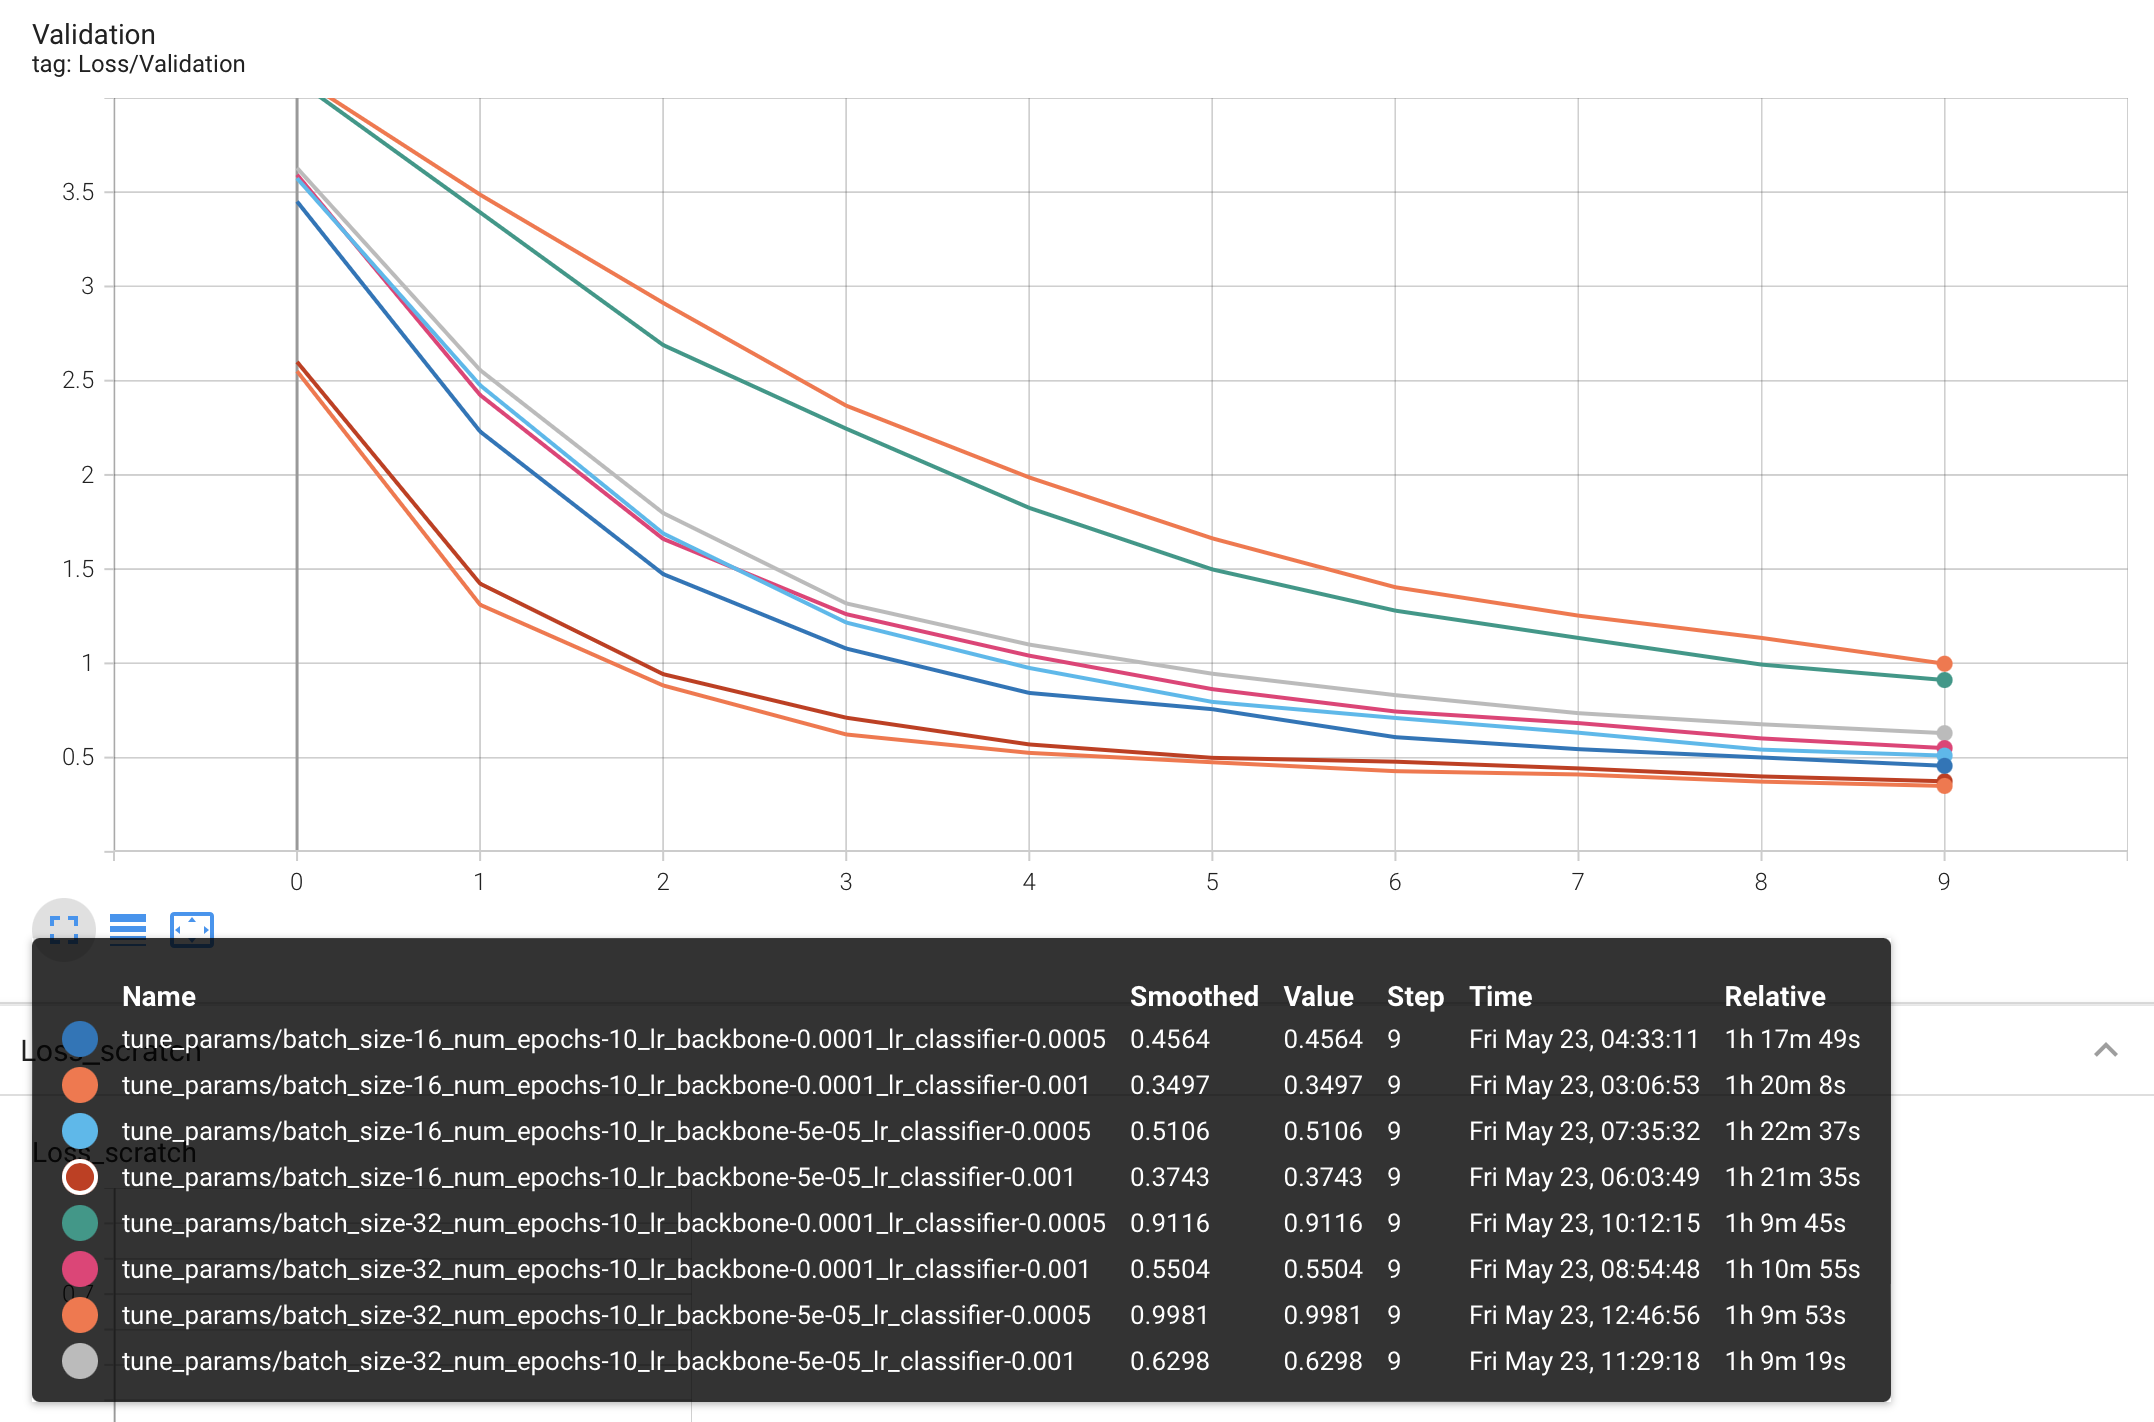 Validation
tag: Loss/Validation
3.5
3
2.5
2
1.5
1
0.5
0 1 2 3 4 5 6 7 8 9
Name Smoothed Value Step Time Relative
tune_params/batch_size-16_num_epochs-10_lr_backbone-0.0001_lr_classifier-0.0005 0.4564 0.4564 9 Fri May 23, 04:33:11 1h 17m 49s
Loss_scratch
tune_params/batch_size-16_num_epochs-10_lr_backbone-0.0001_lr_classifier-0.001 0.3497 0.3497 9 Fri May 23, 03:06:53 1h 20m 8s
tune_params/batch_size-16_num_epochs-10_lr_backbone-5e-05_lr_classifier-0.0005 0.5106 0.5106 9 Fri May 23, 07:35:32 1h 22m 37s
Loss_scratch
tune_params/batch_size-16_num_epochs-10_lr_backbone-5e-05_lr_classifier-0.001 0.3743 0.3743 9 Fri May 23, 06:03:49 1h 21m 35s
tune_params/batch_size-32_num_epochs-10_lr_backbone-0.0001_lr_classifier-0.0005 0.9116 0.9116 9 Fri May 23, 10:12:15 1h 9m 45s
tune_params/batch_size-32_num_epochs-10_lr_backbone-0.0001_lr_classifier-0.001 0.5504 0.5504 9 Fri May 23, 08:54:48 1h 10m 55s
0.7
tune_params/batch_size-32_num_epochs-10_lr_backbone-5e-05_lr_classifier-0.0005 0.9981 0.9981 9 Fri May 23, 12:46:56 1h 9m 53s
tune_params/batch_size-32_num_epochs-10_lr_backbone-5e-05_lr_classifier-0.001 0.6298 0.6298 9 Fri May 23, 11:29:18 1h 9m 19s